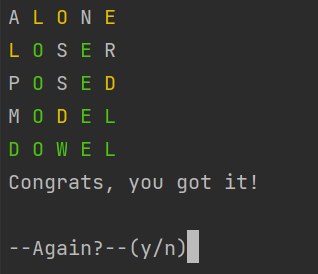 A L O N E
L O S E R
P O S E D
M O D E L
D O W E L
Congrats, you got it!
--Again?--(y/n)